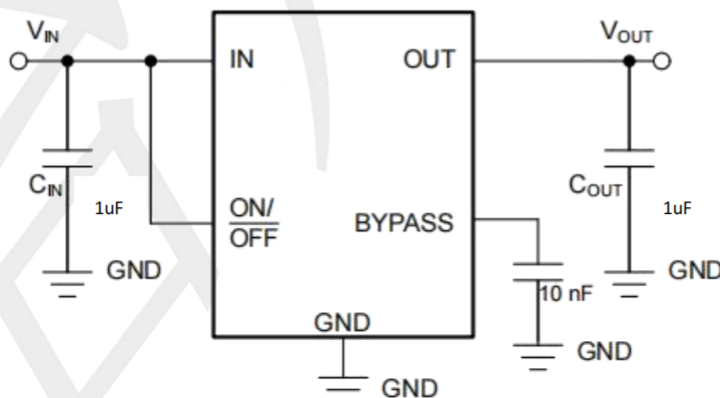 VIN
VOUT
IN
OUT
CIN
1uF
ON/
OFF
BYPASS
COUT
1uF
GND
10 nF
GND
GND
GND
GND